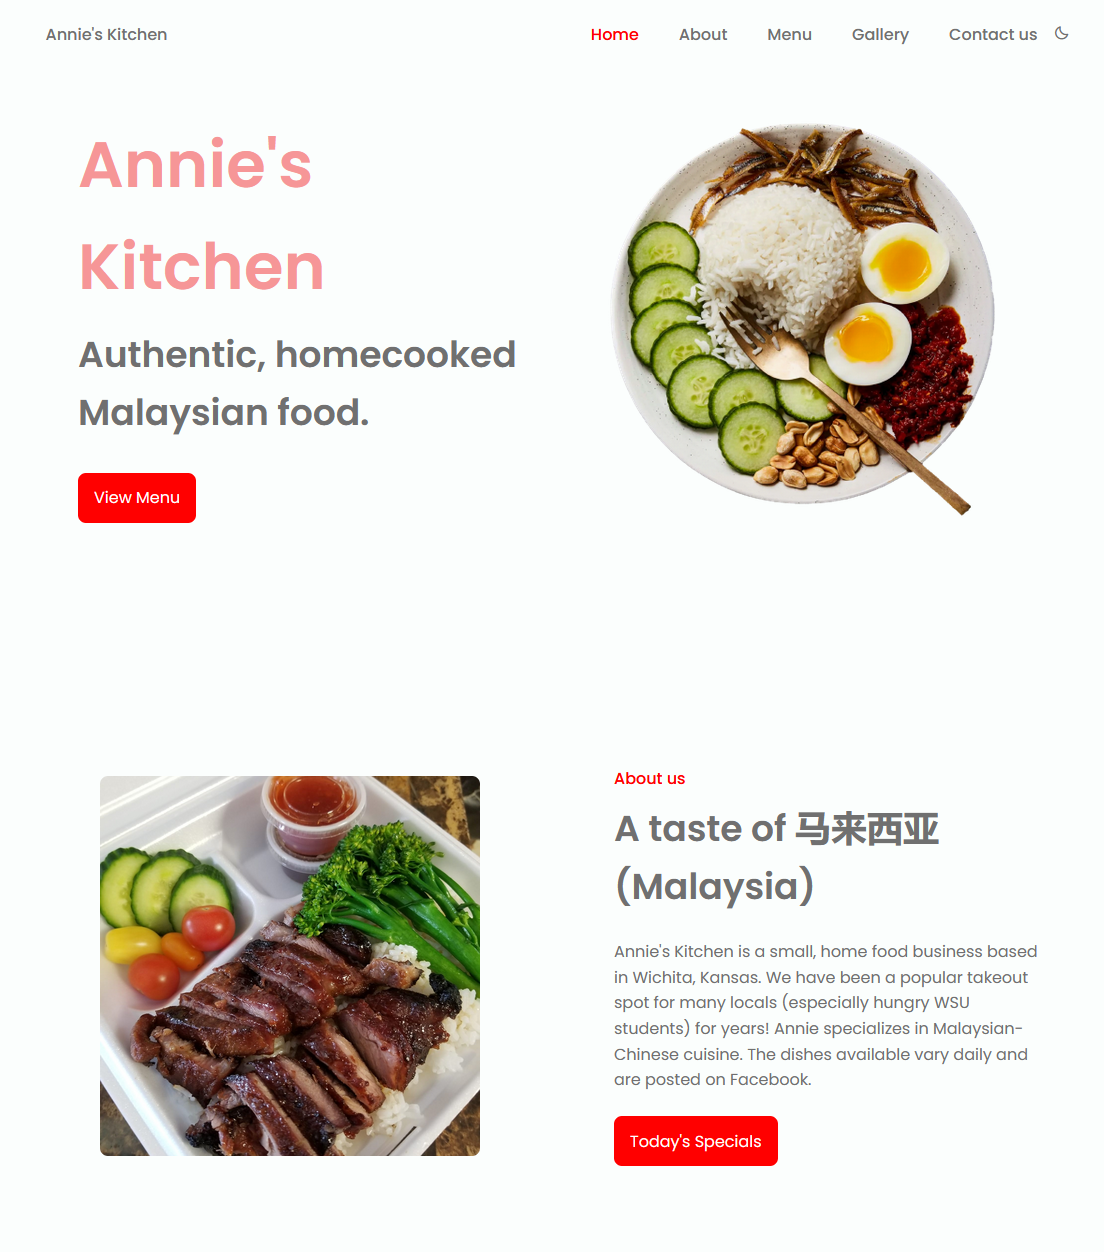 Annie's Kitchen
Home
About
Menu
Gallery
Contact us
Annie's
Kitchen
Authentic, homecooked
Malaysian food.
View Menu
About us
A taste of 马来西亚
(Malaysia)
Annie's Kitchen is a small, home food business based
in Wichita, Kansas. We have been a popular takeout
spot for many locals (especially hungry WSU
students) for years! Annie specializes in Malaysian-
Chinese cuisine. The dishes available vary daily and
are posted on Facebook.
Today's Specials